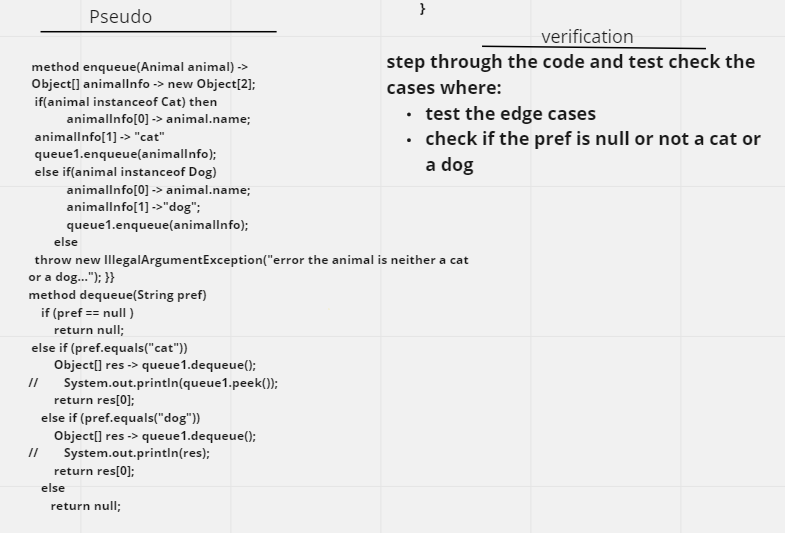 Pseudo
method enqueue(Animal animal) ->
Object[] animalInfo -> new Object[2];
if(animal instanceof Cat) then
animalInfo[0] -> animal.name;
animalInfo[1] -> "cat"
queue1.enqueue(animalInfo);
else if(animal instanceof Dog)
animalInfo[0] -> animal.name;
animalInfo[1] ->"dog";
queue1.enqueue(animalInfo);
else
throw new IllegalArgumentException("error the animal is neither a cat
or a dog..."); }}
method dequeue(String pref)
if (pref == null )
return null;
else if (pref.equals("cat"))
Object[] res -> queue1.dequeue();
// System.out.println(queue1.peek());
return res[0];
else if (pref.equals("dog"))
Object[] res -> queue1.dequeue();
// System.out.println(res);
return res[0];
else
return null;
}
verification
step through the code and test check the
cases where:
• test the edge cases
• check if the pref is null or not a cat or
a dog